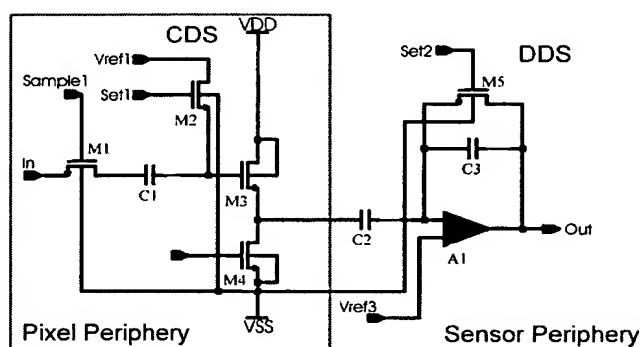 CDS
VDD
DDS
Vref1
Set2
Sample1
Set1
M5
M2
M1
In
C1
M3
C3
C2
A1
Out
M4
Vref3
VSS
Pixel Periphery
Sensor Periphery